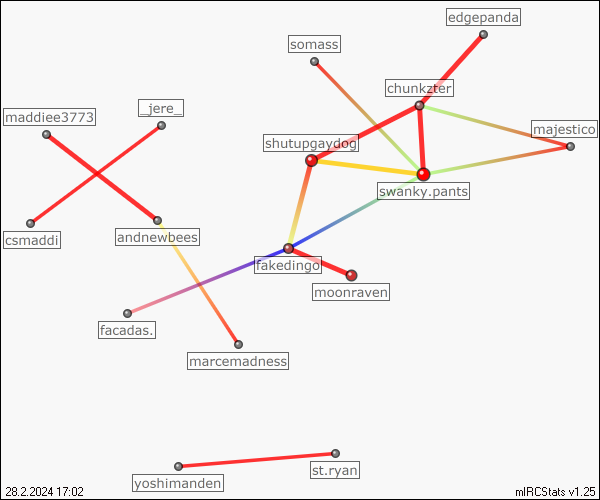 edgepanda
somass
chunkzter
_jere_
maddiee3773
majestico
shutupgaydog
swanky.pants
csmaddi
andnewbees
fakedingo
moonraven
facadas.
marcemadness
st.ryan
yoshimanden
28.2.2024 17:02
mIRCStats v1.25